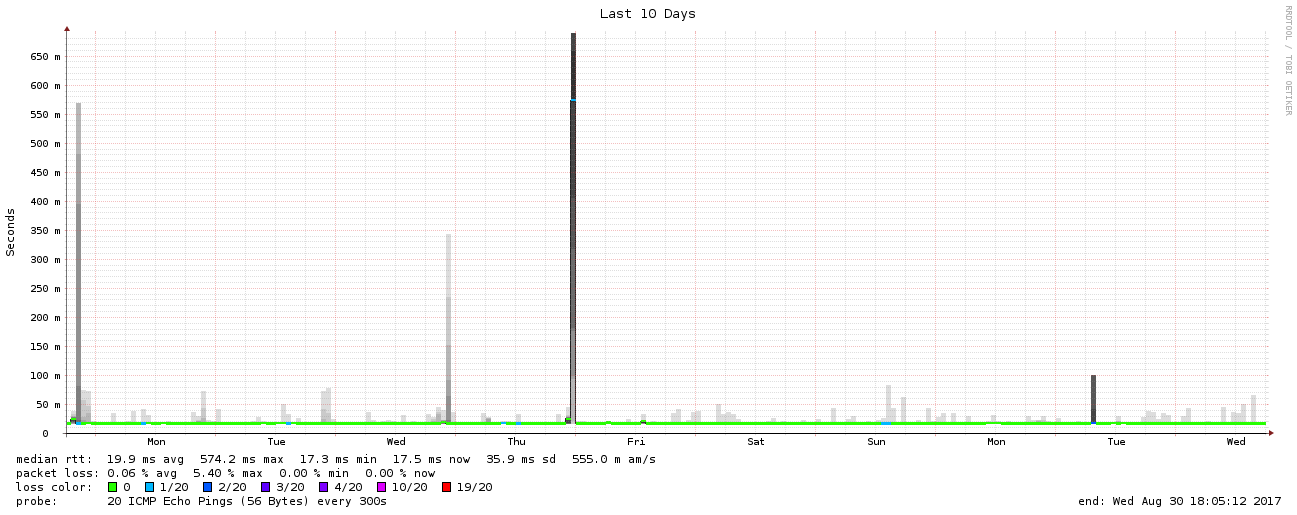 Last 10 Days
RRDTOOL / TOBI OETIKER
Seconds
650 m
600 m
550 m
500 m
450 m
400 m
350 m
300 m
250 m
200 m
150 m
100 m
50 m
0
Mon Tue Wed Thu Fri Sat Sun Mon Tue Wed
median rtt: 19.9 ms avg 574.2 ms max 17.3 ms min 17.5 ms now 35.9 ms sd 555.0 m am/s
packet loss: 0.06 % avg 5.40 % max 0.00 % min 0.00 % now
loss color: 0 1/20 2/20 3/20 4/20 10/20 19/20
probe: 20 ICMP Echo Pings (56 Bytes) every 300s end: Wed Aug 30 18:05:12 2017